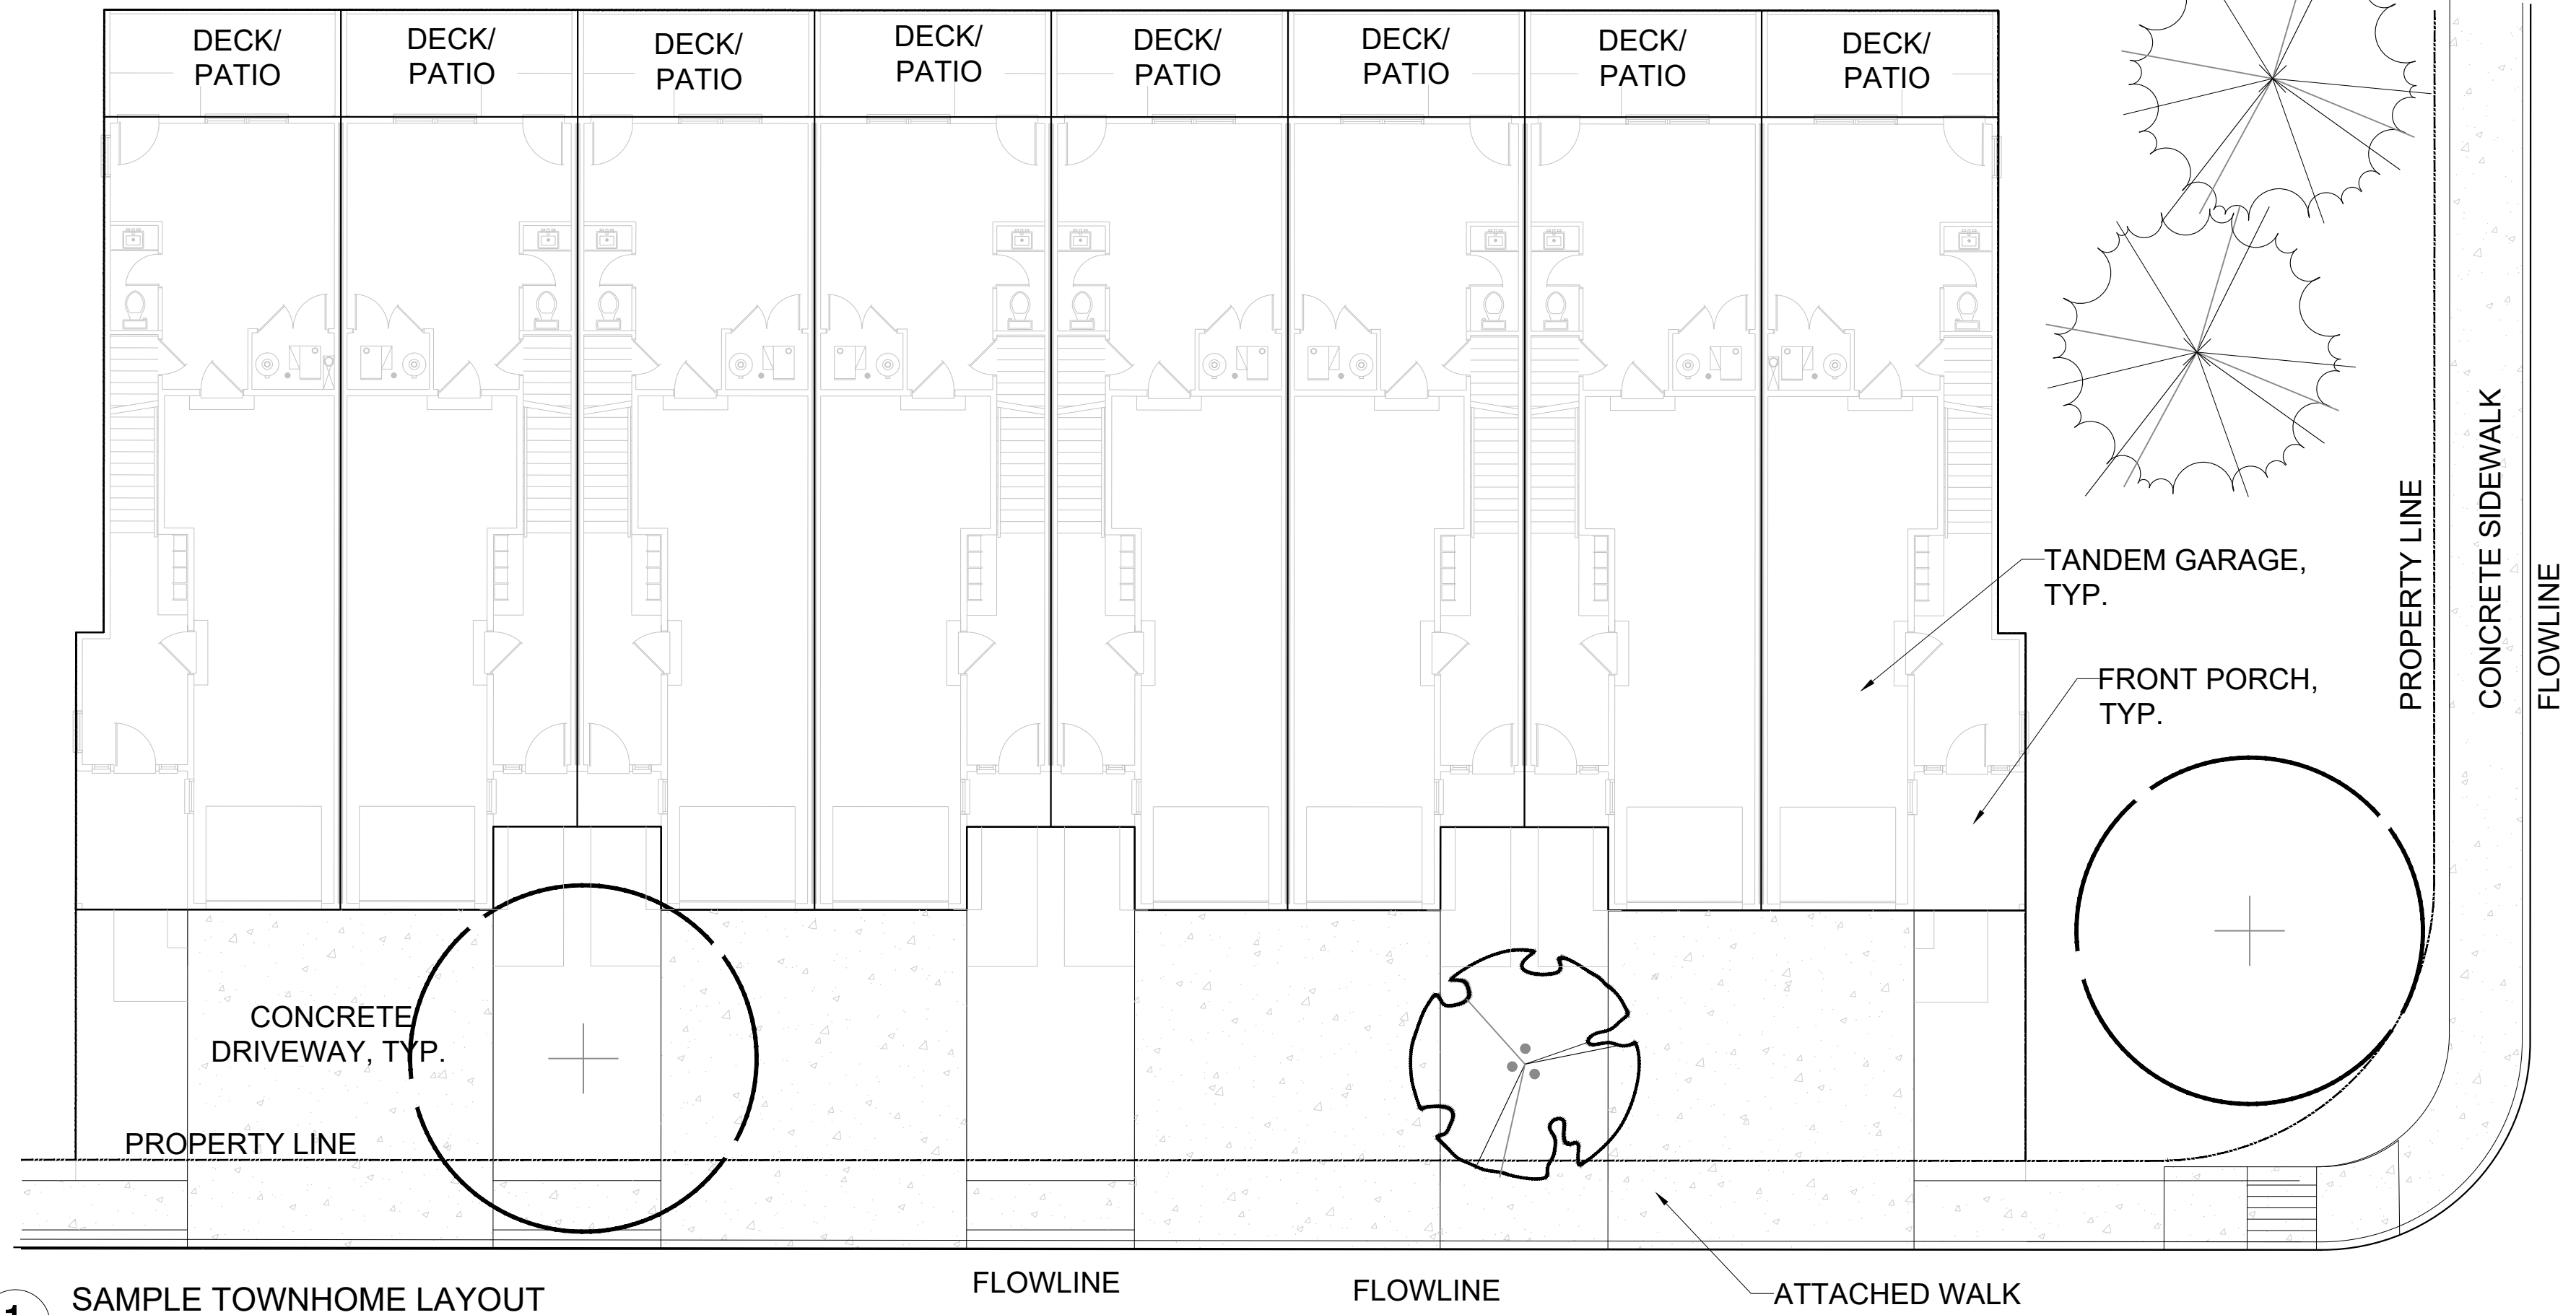 DECK/
PATIO
DECK/
PATIO
DECK/
PATIO
DECK/
PATIO
DECK/
PATIO
DECK/
PATIO
DECK/
PATIO
DECK/
PATIO
TANDEM GARAGE,
TYP.
FRONT PORCH,
TYP.
PROPERTY LINE
CONCRETE SIDEWALK
FLOWLINE
CONCRETE
DRIVEWAY, TYP.
PROPERTY LINE
FLOWLINE
FLOWLINE
ATTACHED WALK
1
SAMPLE TOWNHOME LAYOUT